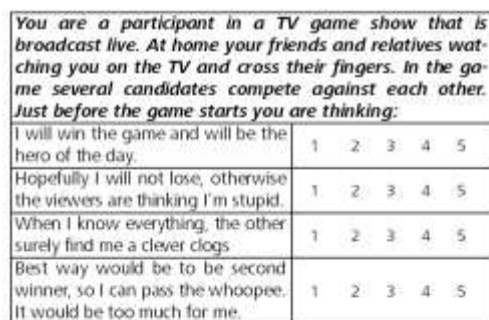 You are a participant in a TV game show that is
broadcast live. At home your friends and relatives wat-
ching you on the TV and cross their fingers. In the ga-
me several candidates compete against each other.
Just before the game starts you are thinking:
I will win the game and will be the
hero of the day. 1 2 3 4 5
Hopefully I will not lose, otherwise
the viewers are thinking I'm stupid. 1 2 3 4 5
When I know everything, the other
surely find me a clever clogs 1 2 3 4 5
Best way would be to be second
winner, so I can pass the whoopee. 1 2 3 4 5
It would be too much for me.